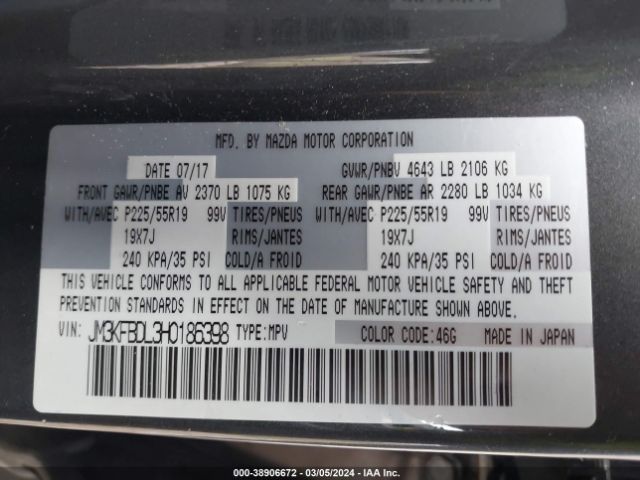 MFD. BY MAZDA MOTOR CORPORATION
DATE 07/17 GVWR/PNBV 4643 LB 2106 KG
FRONT GAWR/PNBE AV 2370 LB 1075 KG REAR GAWR/PNBE AR 2280 LB 1034 KG
WITH/AVEC P225/55R19 99V TIRES/PNEUS WITH/AVEC P225/55R19 99V TIRES/PNEUS
19X7J RIMS/JANTES 19X7J RIMS/JANTES
240 KPA/35 PSI COLD/A FROID 240 KPA/35 PSI COLD/A FROID
THIS VEHICLE CONFORMS TO ALL APPLICABLE FEDERAL MOTOR VEHICLE SAFETY AND THEFT
PREVENTION STANDARDS IN EFFECT ON THE DATE OF MANUFACTURE SHOWN ABOVE.
VIN: JM3KFBDL3H0186398 TYPE:MPV COLOR CODE:46G MADE IN JAPAN
000-38906672 — 03/05/2024 — IAA Inc.